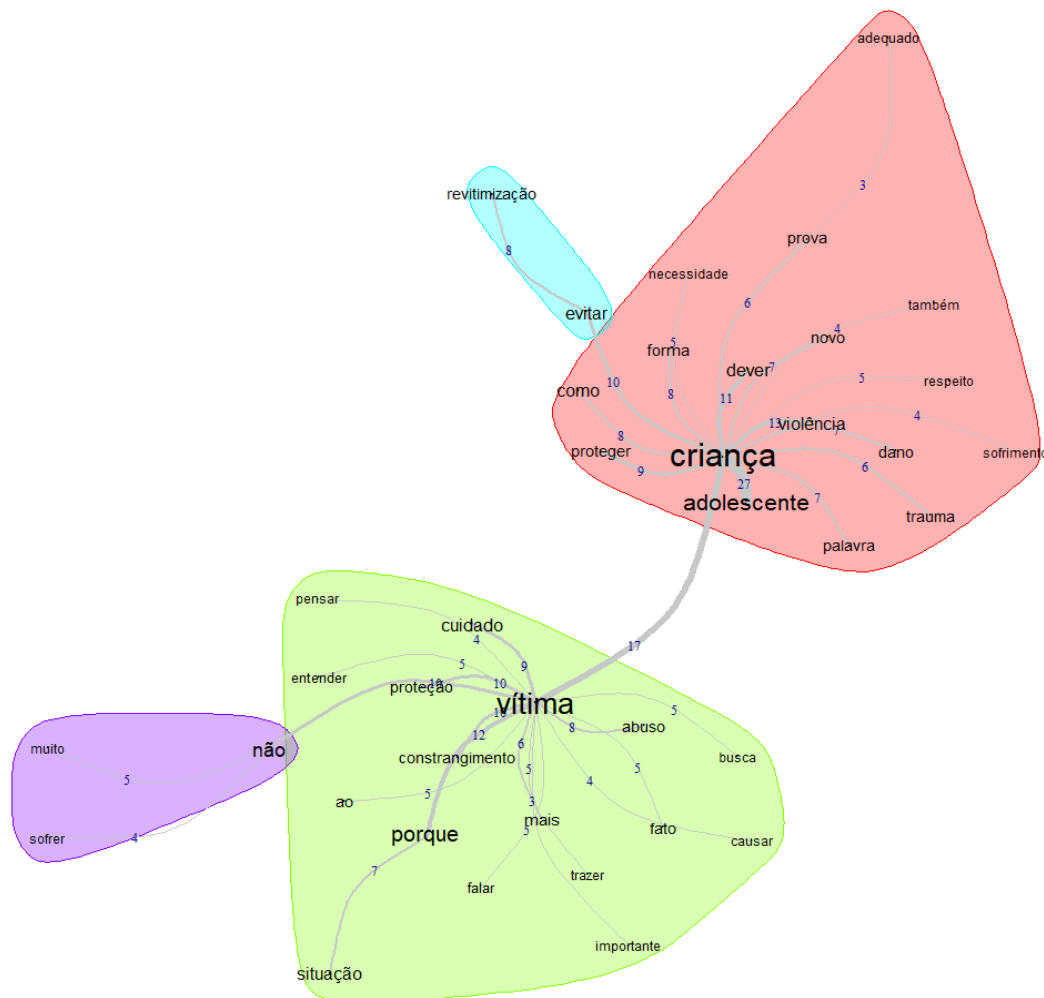 adequado
3
revitimização
prova
8
necessidade
6
também
evitar
4
novo
forma
5
7
dever
10
como
5
respeito
8
11
13
violência
4
7
8
proteger
criança
dano
sofrimento
9
6
27
adolescente
7
trauma
palavra
pensar
cuidado
4
17
5
9
entender
proteção
10
10
vítima
5
abuso
8
muito
não
12
6
constrangimento
busca
5
5
5
4
ao
5
3
mais
porque
5
fato
sofrer
4
causar
7
trazer
falar
importante
situação